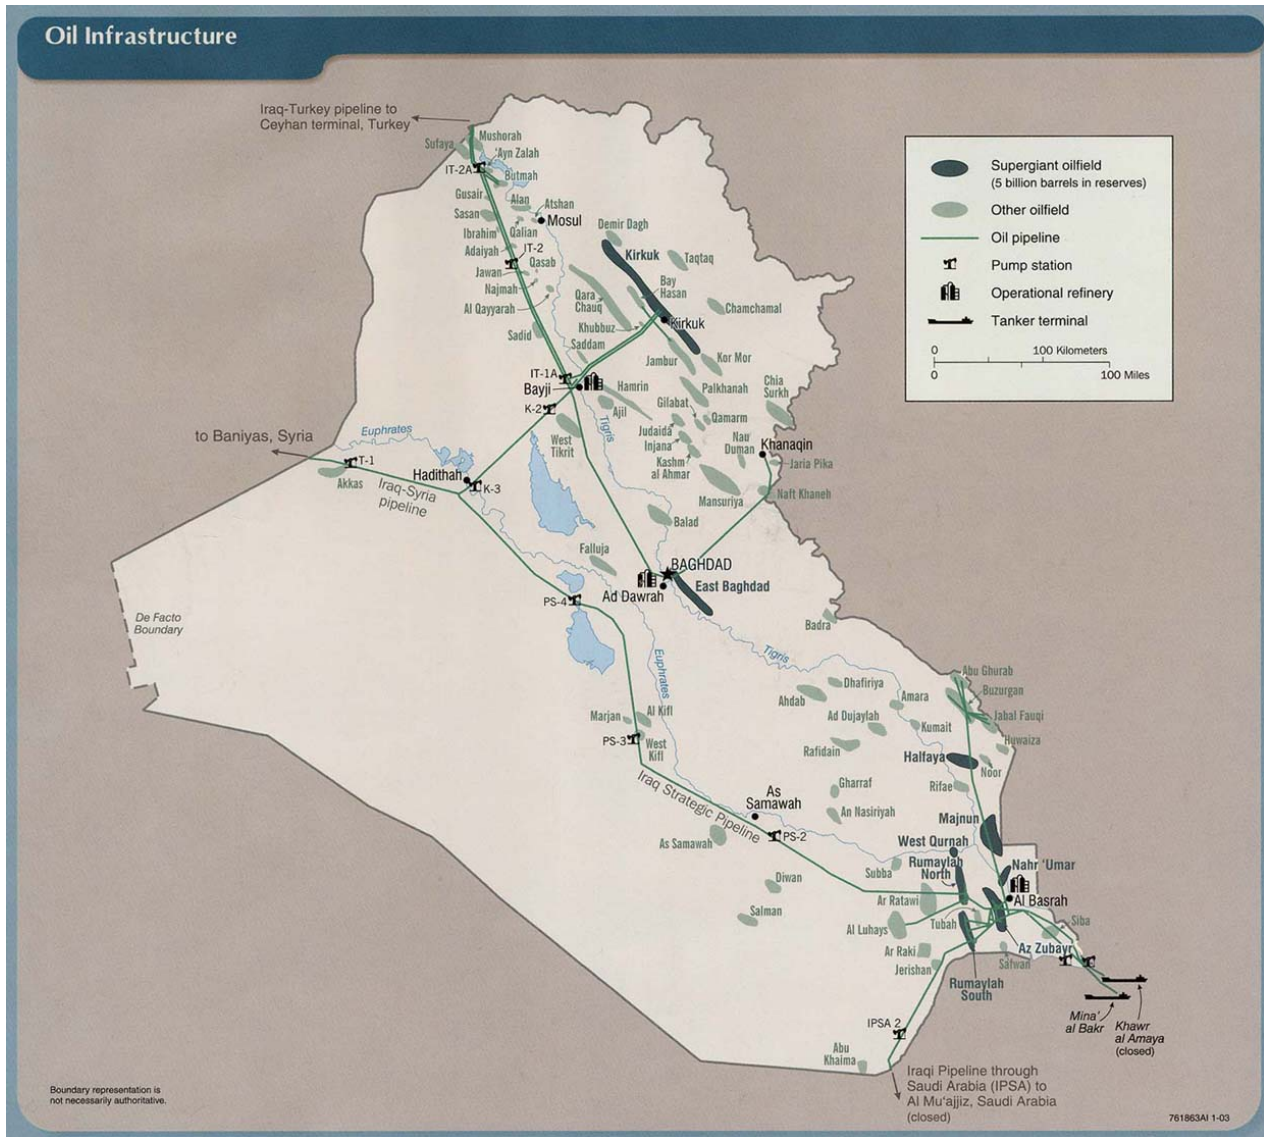 Oil Infrastructure
Iraq-Turkey pipeline to
Ceyhan terminal, Turkey
Supergiant oilfield
(5 billion barrels in reserves)
Other oilfield
Oil pipeline
Pump station
Operational refinery
Tanker terminal
0
100 Kilometers
0
100 Miles
Mushorah
Sufaya
'Ayn Zalah
IT-2A
Butmah
Gusair
Alan
Atshan
Sasan
Mosul
Ibrahim
Qalian
Demir Dagh
Adaiyah
IT-2
Kirkuk
Taqtaq
Jawan
Qasab
Najmah
Qara
Chauq
Bay
Hasan
Al Qayyarah
Chamchamal
Khubbuz
Kirkuk
Sadid
Saddam
Jambur
Kor Mor
IT-1A
Bayji
Hamrin
Palkhanah
Chia
Surkh
K-2
Ajil
Gilabat
Qamarm
Tigris
Judaida
West
Tikrit
Injana
Nau
Duman
Khanaqin
Kashm
al Ahmar
Jaria Pika
Euphrates
to Baniyas, Syria
T-1
Hadithah
K-3
Akkas
Iraq-Syria
pipeline
Mansuriya
Naft Khaneh
Balad
Falluja
BAGHDAD
East Baghdad
Ad Dawrah
PS-4
De Facto
Boundary
Badra
Tigris
Euphrates
Abu Ghurab
Buzurgan
Dhafiriya
Ahdab
Amara
Marjan
Al Kifl
Ad Dujaylah
Jabal Fauqi
Kumait
PS-3
West
Kifl
Rafidain
Huwaiza
Halfaya
Noor
Iraq Strategic Pipeline
Gharraf
Rifae
As
Samawah
An Nasiriyah
Majnun
PS-2
As Samawah
West Qurnah
Rumaylah
North
Nahr 'Umar
Subba
Diwan
Ar Ratawi
Al Basrah
Salman
Al Luhays
Tubah
Siba
Ar Raki
Az Zubayr
Jerishan
Safwan
Rumaylah
South
IPSA 2
Mina'
al Bakr
Khawr
al Amaya
(closed)
Abu
Khaima
Iraqi Pipeline through
Saudi Arabia (IPSA) to
Al Mu'ajjiz, Saudi Arabia
(closed)
Boundary representation is
not necessarily authoritative.
761863AI 1-03